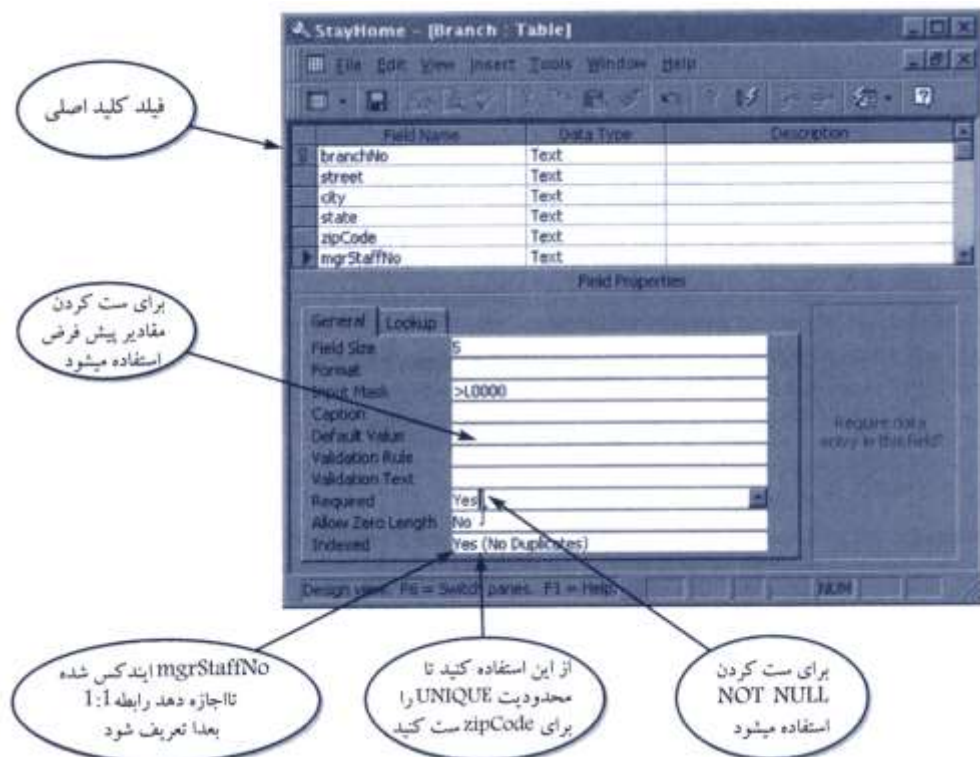 StayHome - [Branch : Table]
File Edit View Insert Tools Window Help
Field Name Data Type Description
branchNo Text
street Text
city Text
state Text
zipCode Text
mgrStaffNo Text
Field Properties
General Lookup
Field Size 5
Format
Input Mask >L0000
Caption
Default Value
Validation Rule
Validation Text
Required Yes
Allow Zero Length No
Indexed Yes (No Duplicates)
Require data
entry in this field?
Design view. F6 = Switch panes. F1 = Help. NUM
فیلد کلید اصلی
برای ست کردن
مقادیر پیش فرض
استفاده میشود
mgrStaffNo ایندکس شده
تااجازه دهد رابطه 1:1
بعدا تعریف شود
از این استفاده کنید تا
محدودیت UNIQUE را
برای zipCode ست کنید
برای ست کردن
NOT NULL
استفاده میشود